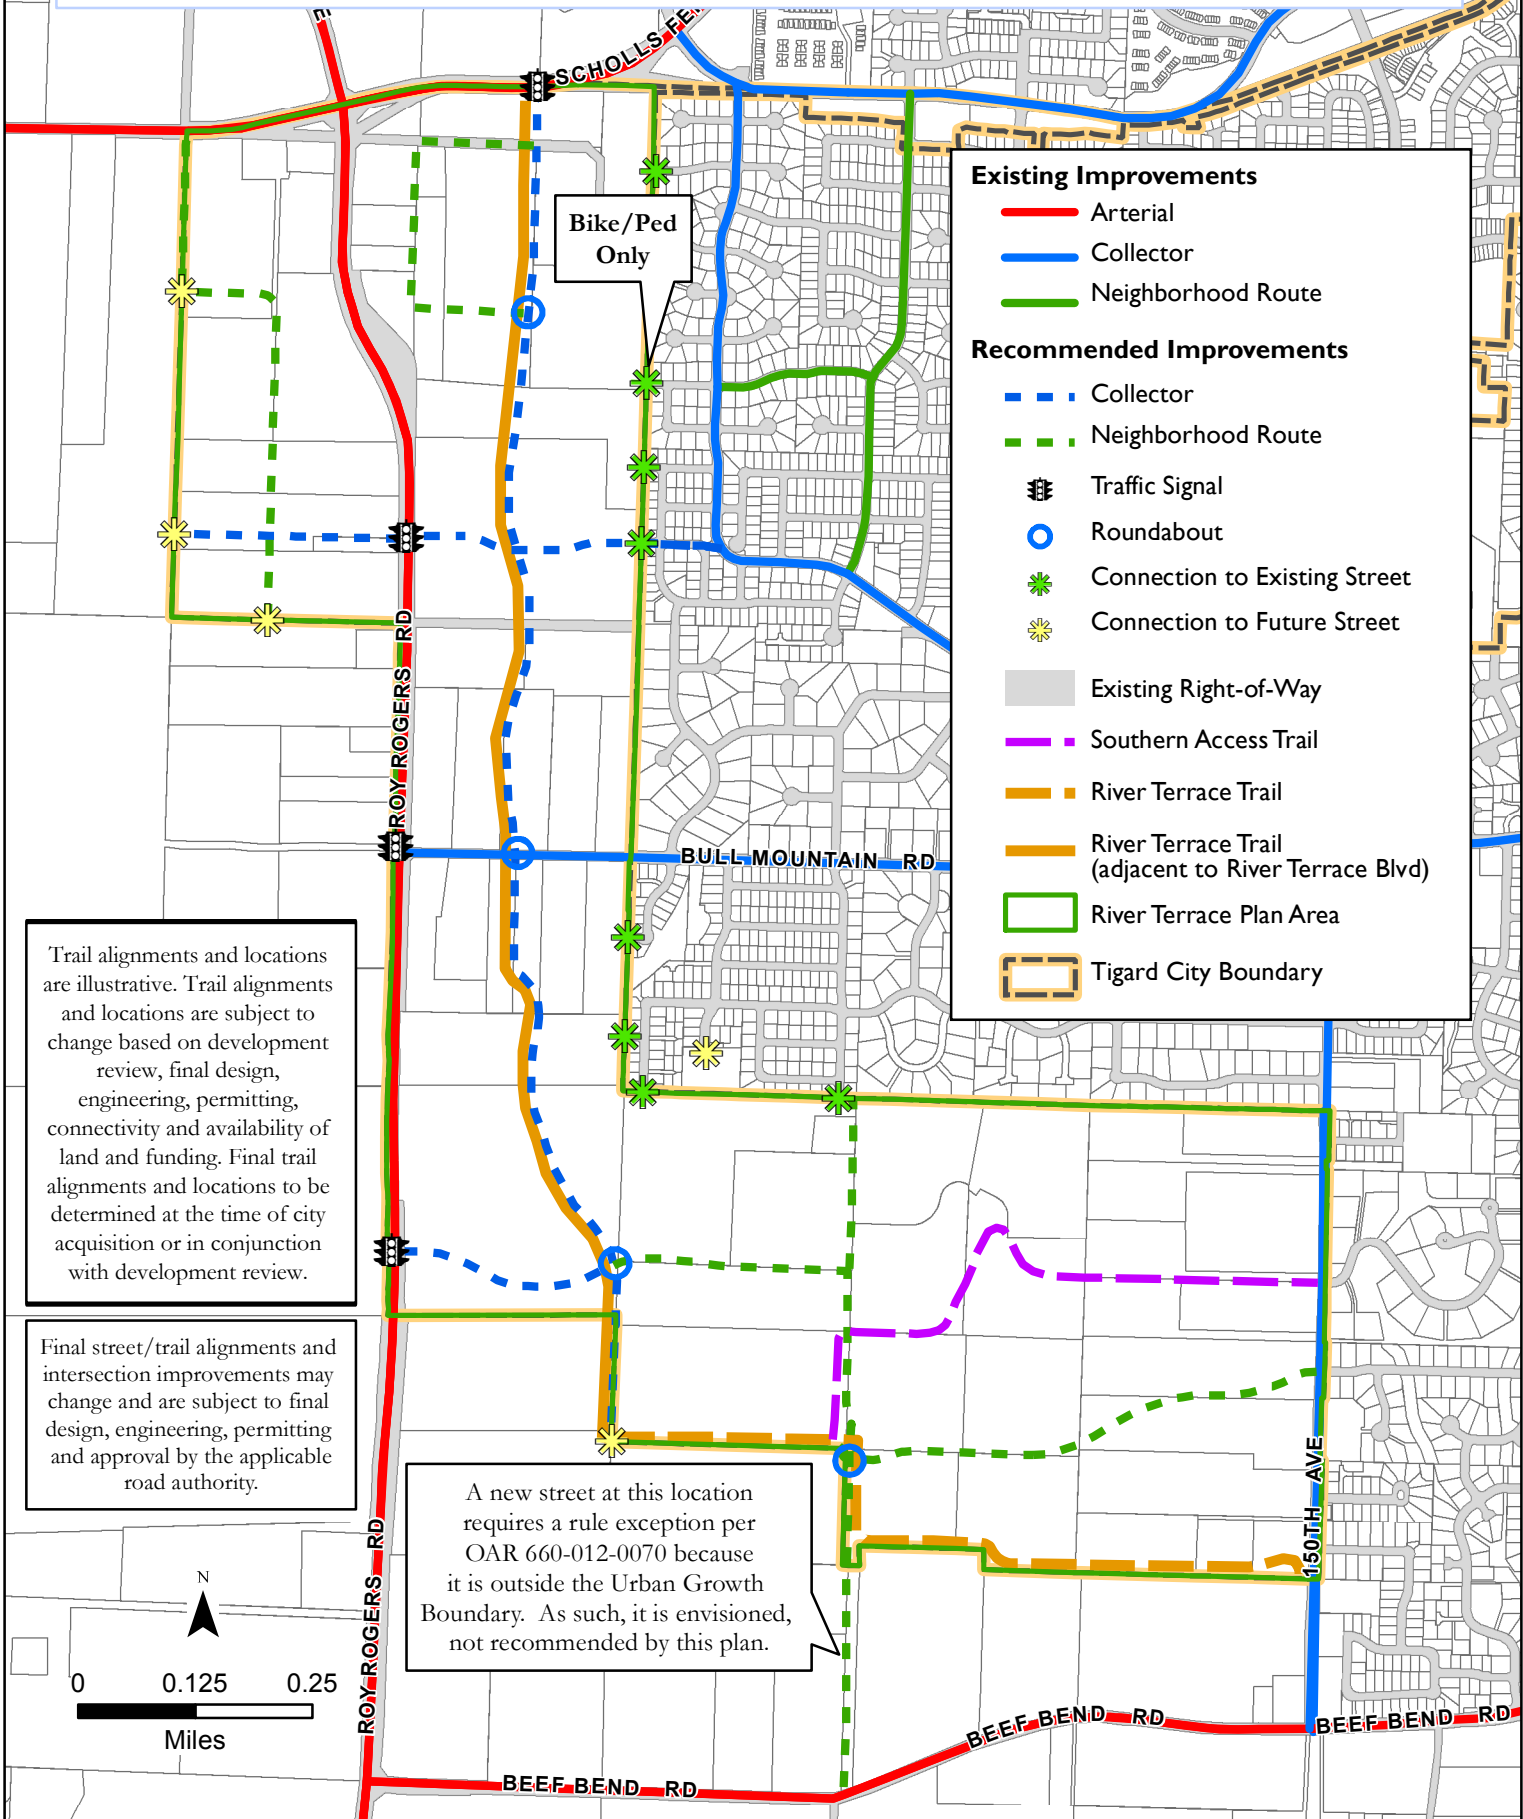 SCHOLLS FE
Bike/Ped
Only
Existing Improvements
Arterial
Collector
Neighborhood Route
Recommended Improvements
Collector
Neighborhood Route
Traffic Signal
Roundabout
Connection to Existing Street
Connection to Future Street
Existing Right-of-Way
Southern Access Trail
River Terrace Trail
River Terrace Trail
(adjacent to River Terrace Blvd)
River Terrace Plan Area
Tigard City Boundary
ROY ROGERS RD
BULL MOUNTAIN RD
Trail alignments and locations
are illustrative. Trail alignments
and locations are subject to
change based on development
review, final design,
engineering, permitting,
connectivity and availability of
land and funding. Final trail
alignments and locations to be
determined at the time of city
acquisition or in conjunction
with development review.
Final street/trail alignments and
intersection improvements may
change and are subject to final
design, engineering, permitting
and approval by the applicable
road authority.
A new street at this location
requires a rule exception per
OAR 660-012-0070 because
it is outside the Urban Growth
Boundary. As such, it is envisioned,
not recommended by this plan.
150TH AVE
ROY ROGERS RD
N
0 0.125 0.25
Miles
BEEF BEND RD
BEEF BEND RD
BEEF BEND RD